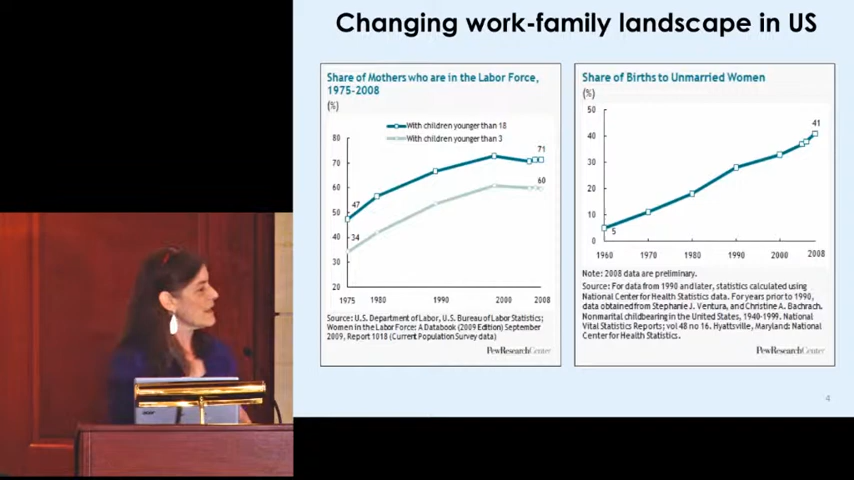 Changing work-family landscape in US
Share of Mothers who are in the Labor Force,
1975-2008
(%)
With children younger than 18
With children younger than 3
80
70
60
50
40
30
20
47
34
71
60
1975
1980
1990
2000
2008
Source: U.S. Department of Labor, U.S. Bureau of Labor Statistics;
Women in the Labor Force: A Databook (2009 Edition) September
2009, Report 1018 (Current Population Survey data)
PewResearchCenter
Share of Births to Unmarried Women
(%)
50
40
30
20
10
0
5
41
1960
1970
1980
1990
2000
2008
Note: 2008 data are preliminary.
Source: For data from 1990 and later, statistics calculated using
National Center for Health Statistics data. For years prior to 1990,
data obtained from Stephanie J. Ventura, and Christine A. Bachrach.
Nonmarital childbearing in the United States, 1940-1999. National
Vital Statistics Reports; vol 48 no 16. Hyattsville, Maryland: National
Center for Health Statistics.
PewResearchCenter
4